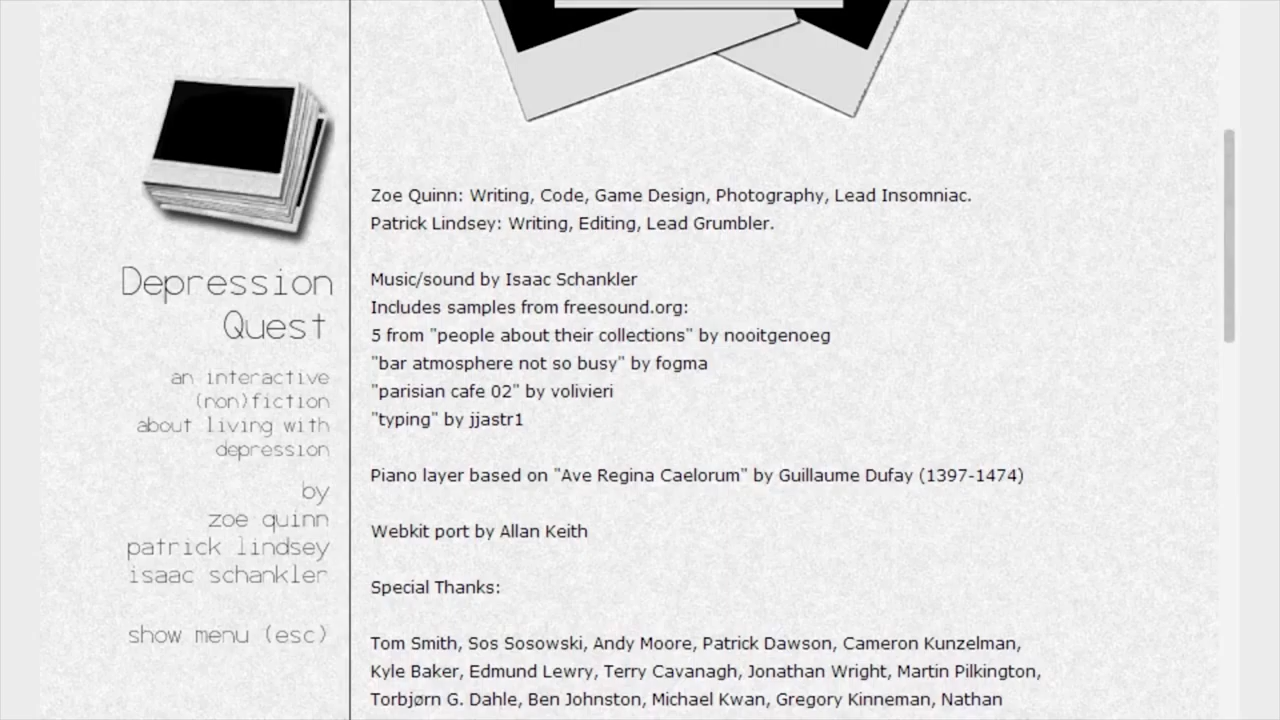 Depression
Quest
an interactive
(non)fiction
about living with
depression
by
zoe quinn
patrick lindsey
isaac schankler
show menu (esc)
Zoe Quinn: Writing, Code, Game Design, Photography, Lead Insomniac.
Patrick Lindsey: Writing, Editing, Lead Grumbler.
Music/sound by Isaac Schankler
Includes samples from freesound.org:
5 from "people about their collections" by nooitgenoeg
"bar atmosphere not so busy" by fogma
"parisian cafe 02" by volivieri
"typing" by jjastr1
Piano layer based on "Ave Regina Caelorum" by Guillaume Dufay (1397-1474)
Webkit port by Allan Keith
Special Thanks:
Tom Smith, Sos Sosowski, Andy Moore, Patrick Dawson, Cameron Kunzelman,
Kyle Baker, Edmund Lewry, Terry Cavanagh, Jonathan Wright, Martin Pilkington,
Torbjørn G. Dahle, Ben Johnston, Michael Kwan, Gregory Kinneman, Nathan